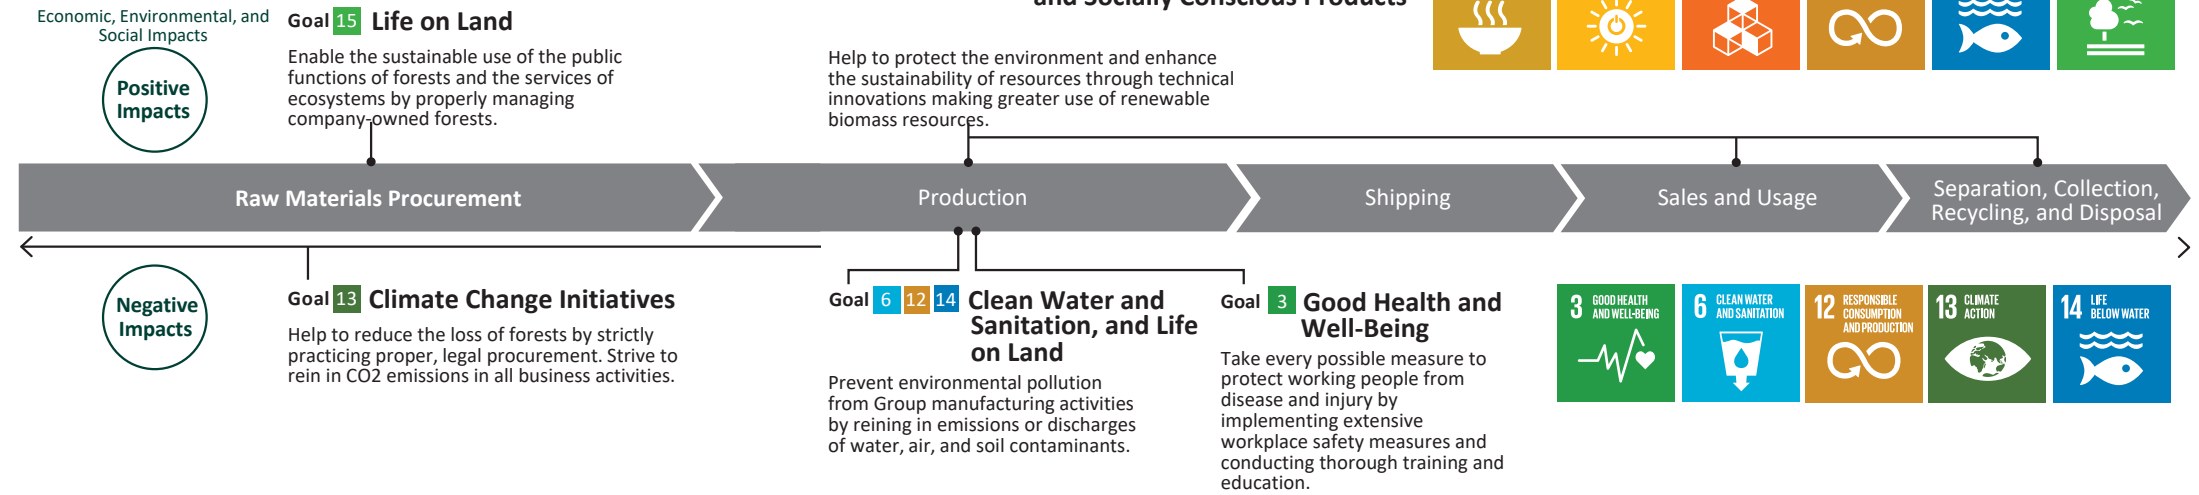 and Socially Conscious Products
Economic, Environmental, and
Social Impacts
Positive
Impacts
Goal 15 Life on Land
Enable the sustainable use of the public
functions of forests and the services of
ecosystems by properly managing
company-owned forests.
Help to protect the environment and enhance
the sustainability of resources through technical
innovations making greater use of renewable
biomass resources.
Raw Materials Procurement
Production
Shipping
Sales and Usage
Separation, Collection,
Recycling, and Disposal
Negative
Impacts
Goal 13 Climate Change Initiatives
Help to reduce the loss of forests by strictly
practicing proper, legal procurement. Strive to
rein in CO2 emissions in all business activities.
Goal 6 12 14 Clean Water and
Sanitation, and Life
on Land
Prevent environmental pollution
from Group manufacturing activities
by reining in emissions or discharges
of water, air, and soil contaminants.
Goal 3 Good Health and
Well-Being
Take every possible measure to
protect working people from
disease and injury by
implementing extensive
workplace safety measures and
conducting thorough training and
education.
3 GOOD HEALTH
AND WELL-BEING
6 CLEAN WATER
AND SANITATION
12 RESPONSIBLE
CONSUMPTION
AND PRODUCTION
13 CLIMATE
ACTION
14 LIFE
BELOW WATER